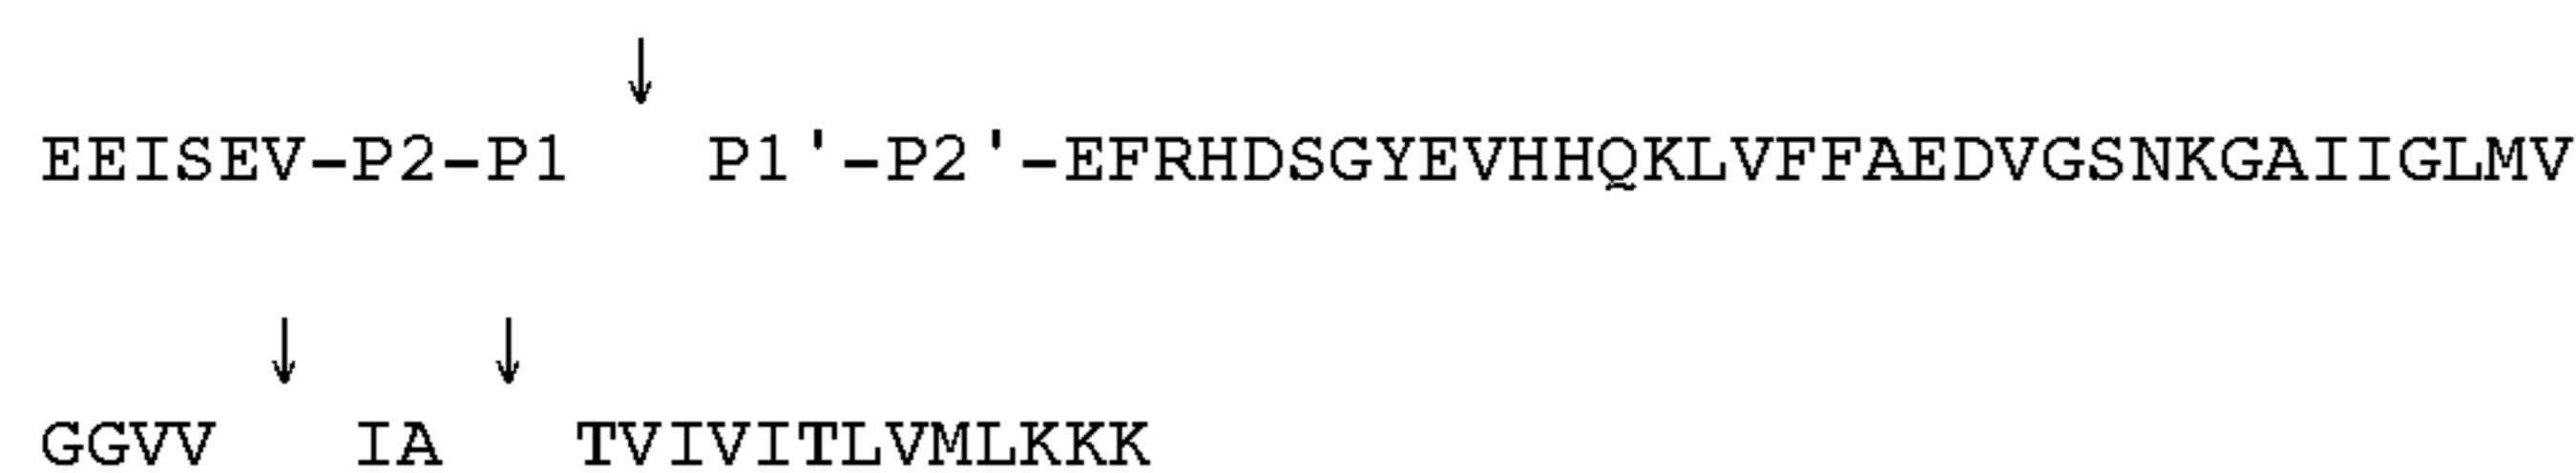 ↓
EEISEV-P2-P1 P1'-P2'-EFRHDSGYEVHHQKLVFFAEDVGSNKGAIIGLMV
↓ ↓
GGVV IA TVIVITLVMLKKK